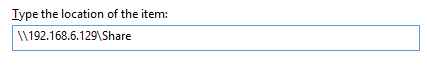 Type the location of the item:
\\192.168.6.129\Share